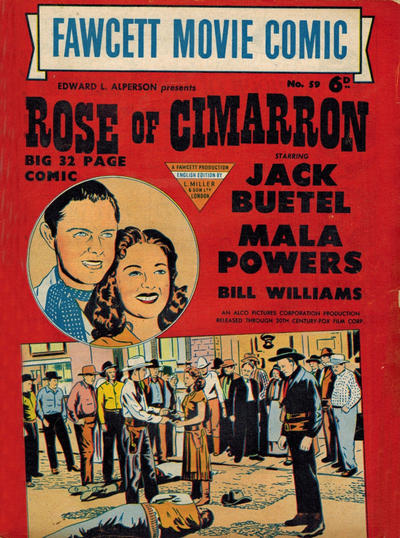 FAWCETT MOVIE COMIC
EDWARD L. ALPERSON presents
No. 59
6D
ROSE OF CIMARRON
BIG 32 PAGE
COMIC
A FAWCETT PRODUCTION
ENGLISH EDITION BY
L. MILLER
& SON LTD
LONDON
STARRING
JACK
BUETEL
MALA
POWERS
BILL WILLIAMS
AN ALCO PICTURES CORPORATION PRODUCTION
RELEASED THROUGH 20TH CENTURY-FOX FILM CORP.